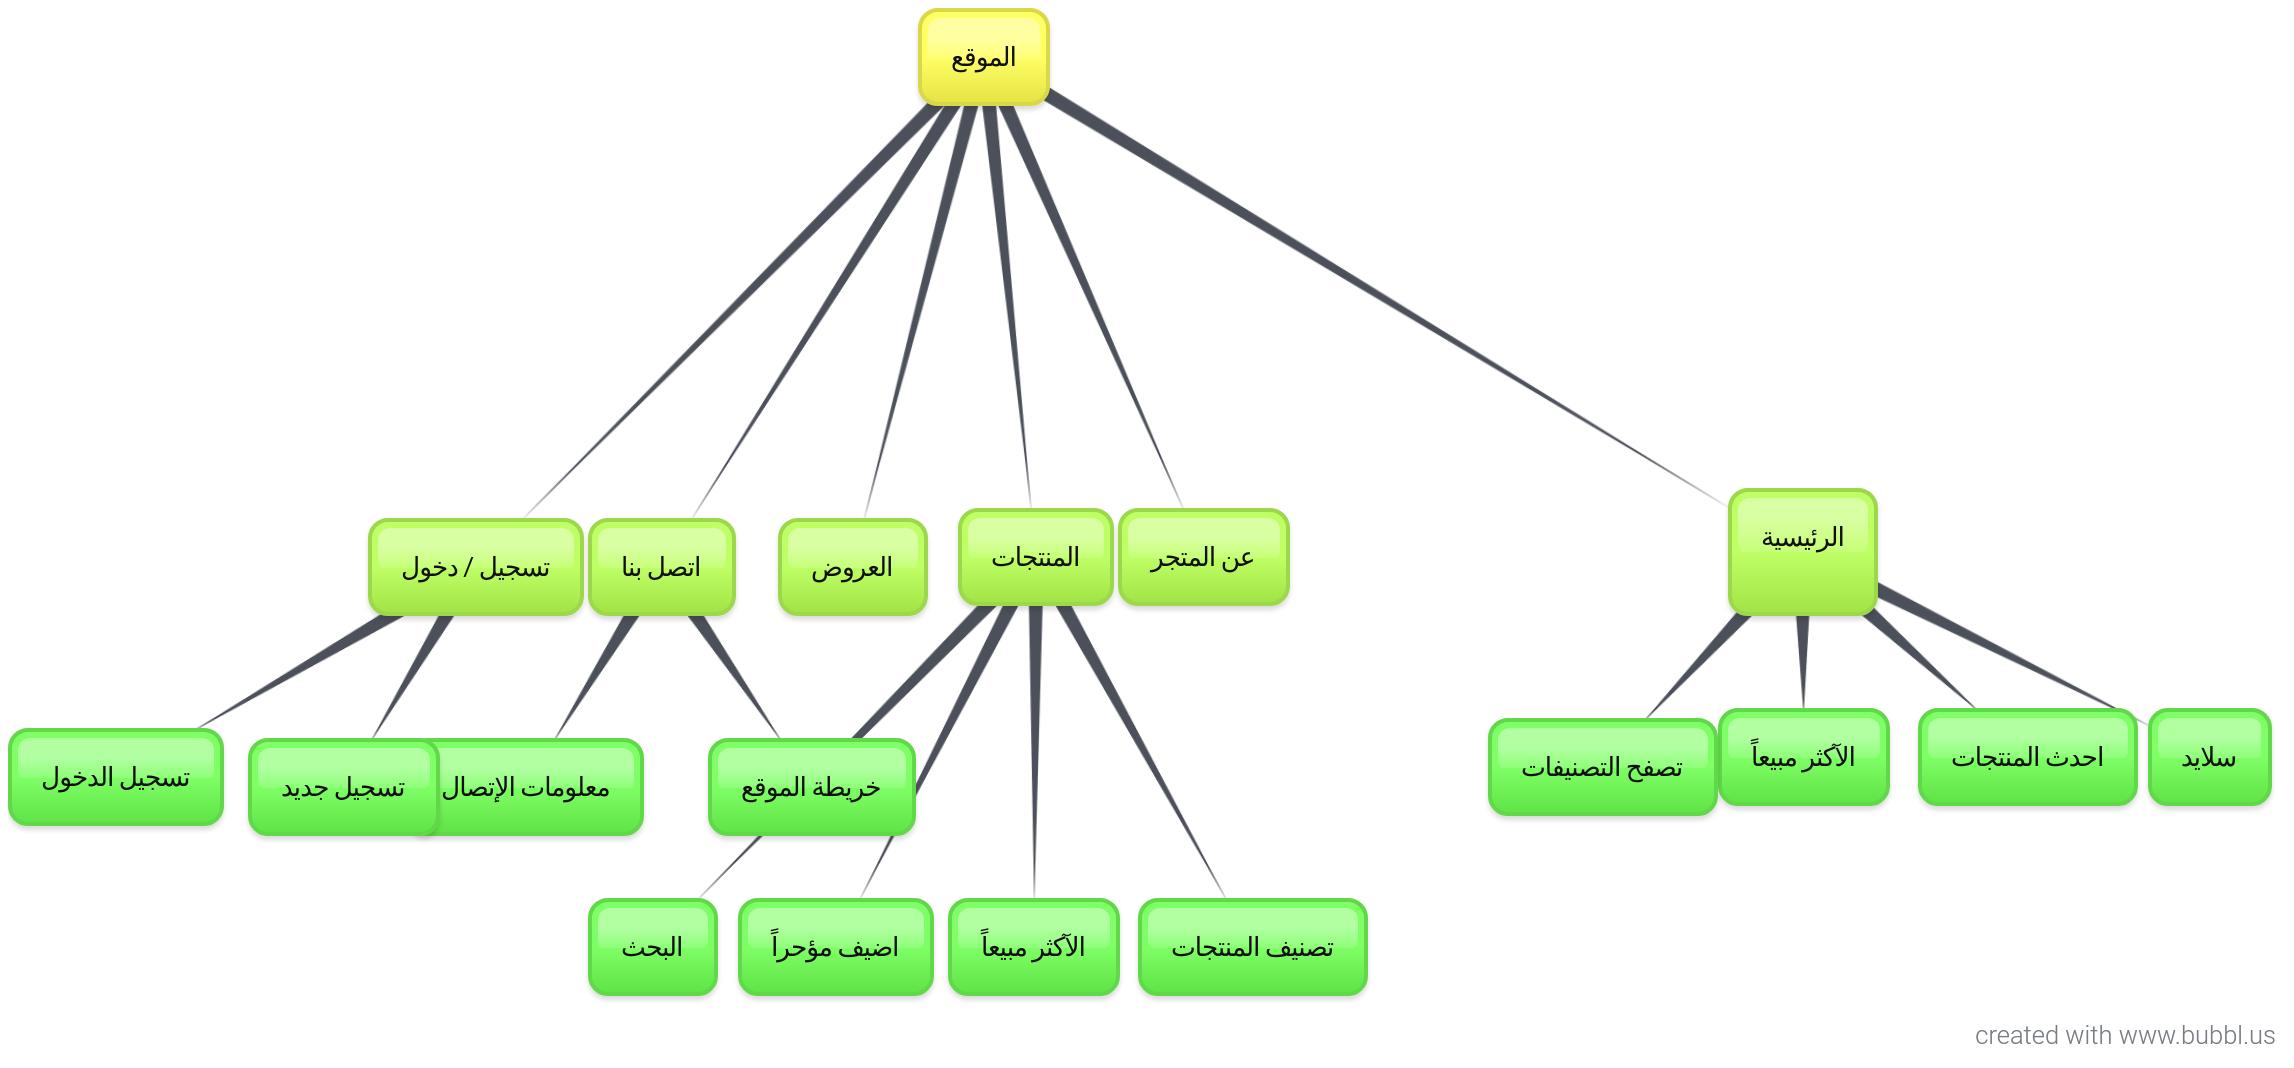 الموقع
الرئيسية
عن المتجر
المنتجات
العروض
اتصل بنا
تسجيل / دخول
سلايد
احدث المنتجات
الآكثر مبيعاً
تصفح التصنيفات
خريطة الموقع
معلومات الإتصال
تسجيل جديد
تسجيل الدخول
تصنيف المنتجات
الآكثر مبيعاً
اضيف مؤحراً
البحث
created with www.bubbl.us